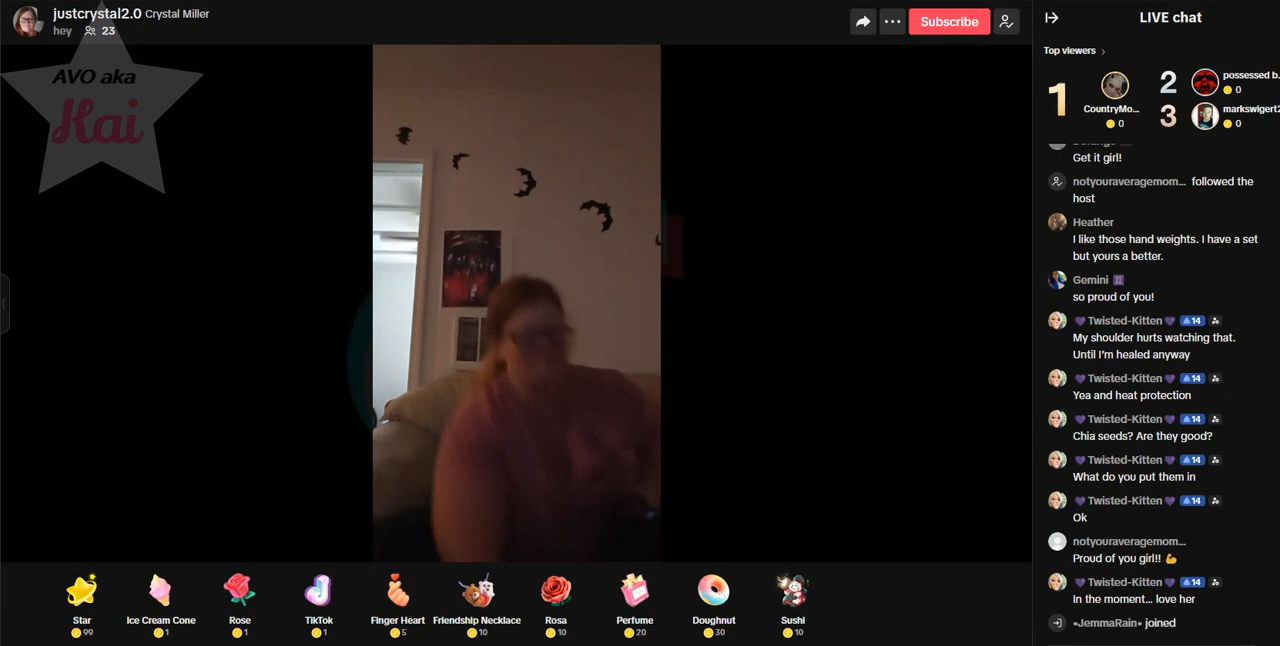 justcrystal2.0 Crystal Miller
hey 23
Subscribe
AVO aka
Kai
LIVE chat
Top viewers
1
CountryMo...
0
2
possessed b.
0
3
markswigert2
0
Get it girl!
notyouraveragemom... followed the
host
Heather
I like those hand weights. I have a set
but yours a better.
Gemini
so proud of you!
Twisted-Kitten 14
My shoulder hurts watching that.
Until I'm healed anyway
Twisted-Kitten 14
Yea and heat protection
Twisted-Kitten 14
Chia seeds? Are they good?
Twisted-Kitten 14
What do you put them in
Twisted-Kitten 14
Ok
notyouraveragemom...
Proud of you girl!! 💪
Twisted-Kitten 14
In the moment... love her
•JemmaRain• joined
Star
99
Ice Cream Cone
1
Rose
1
TikTok
1
Finger Heart
5
Friendship Necklace
10
Rosa
10
Perfume
20
Doughnut
30
Sushi
10